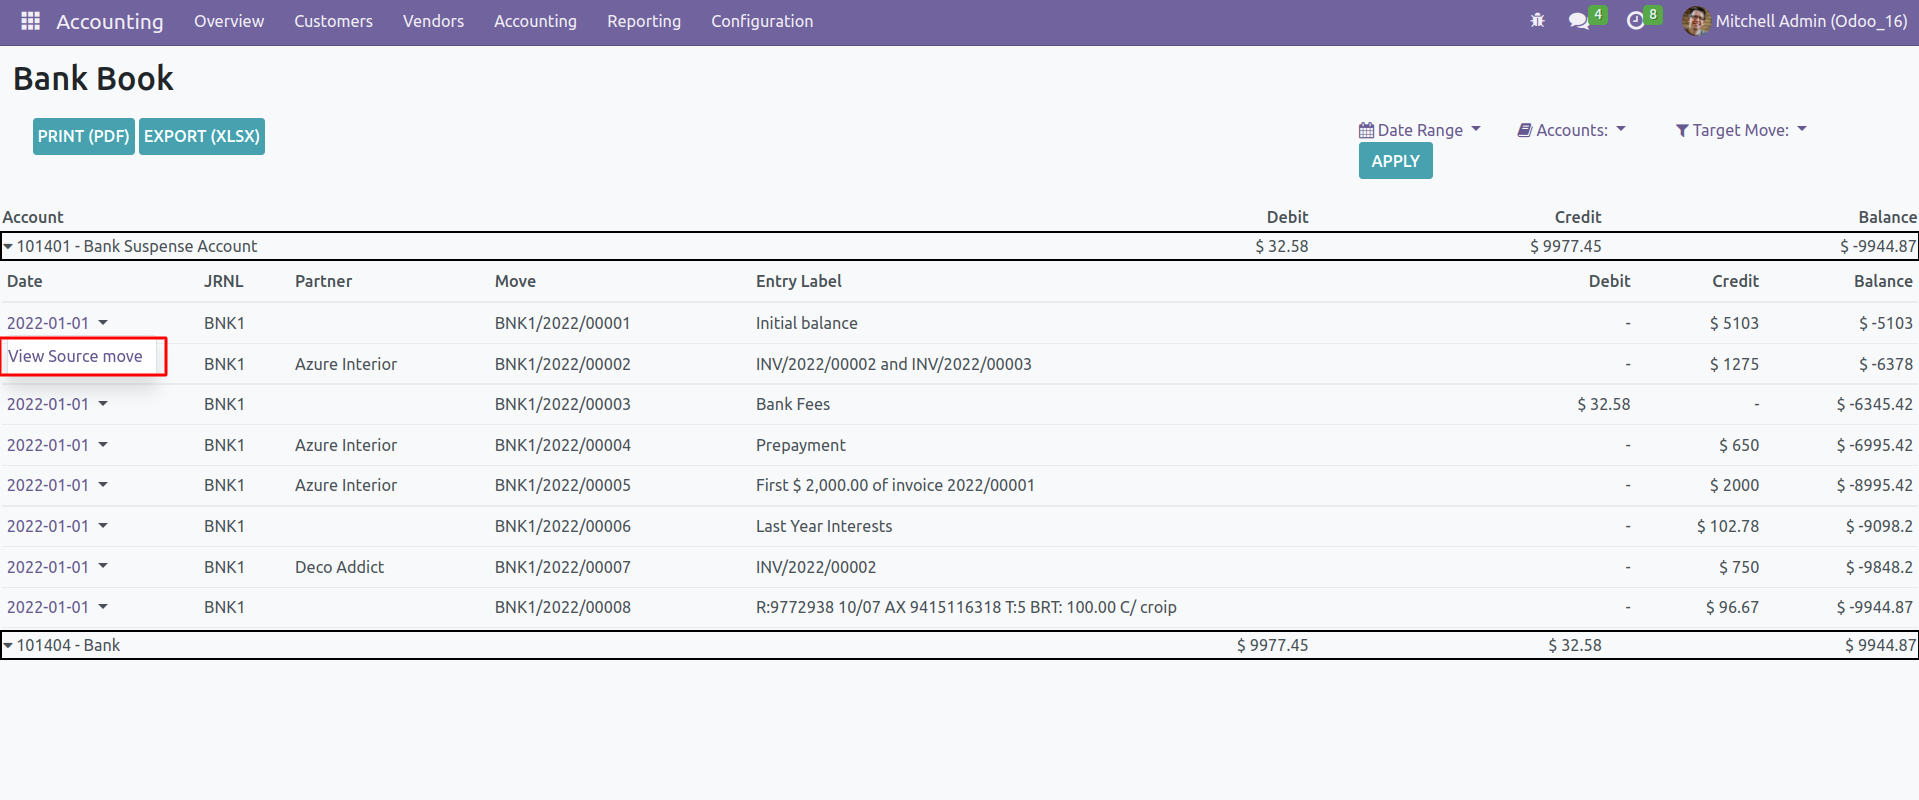 Accounting Overview Customers Vendors Accounting Reporting Configuration 4 8 Mitchell Admin (Odoo_16)
Bank Book
PRINT (PDF) EXPORT (XLSX) Date Range Accounts: Target Move:
APPLY
Account Debit Credit Balance
101401 - Bank Suspense Account $ 32.58 $ 9977.45 $ -9944.87
Date JRNL Partner Move Entry Label Debit Credit Balance
2022-01-01 BNK1 BNK1/2022/00001 Initial balance - $ 5103 $ -5103
View Source move BNK1 Azure Interior BNK1/2022/00002 INV/2022/00002 and INV/2022/00003 - $ 1275 $ -6378
2022-01-01 BNK1 BNK1/2022/00003 Bank Fees $ 32.58 - $ -6345.42
2022-01-01 BNK1 Azure Interior BNK1/2022/00004 Prepayment - $ 650 $ -6995.42
2022-01-01 BNK1 Azure Interior BNK1/2022/00005 First $ 2,000.00 of invoice 2022/00001 - $ 2000 $ -8995.42
2022-01-01 BNK1 BNK1/2022/00006 Last Year Interests - $ 102.78 $ -9098.2
2022-01-01 BNK1 Deco Addict BNK1/2022/00007 INV/2022/00002 - $ 750 $ -9848.2
2022-01-01 BNK1 BNK1/2022/00008 R:9772938 10/07 AX 9415116318 T:5 BRT: 100.00 C/ croip - $ 96.67 $ -9944.87
101404 - Bank $ 9977.45 $ 32.58 $ 9944.87